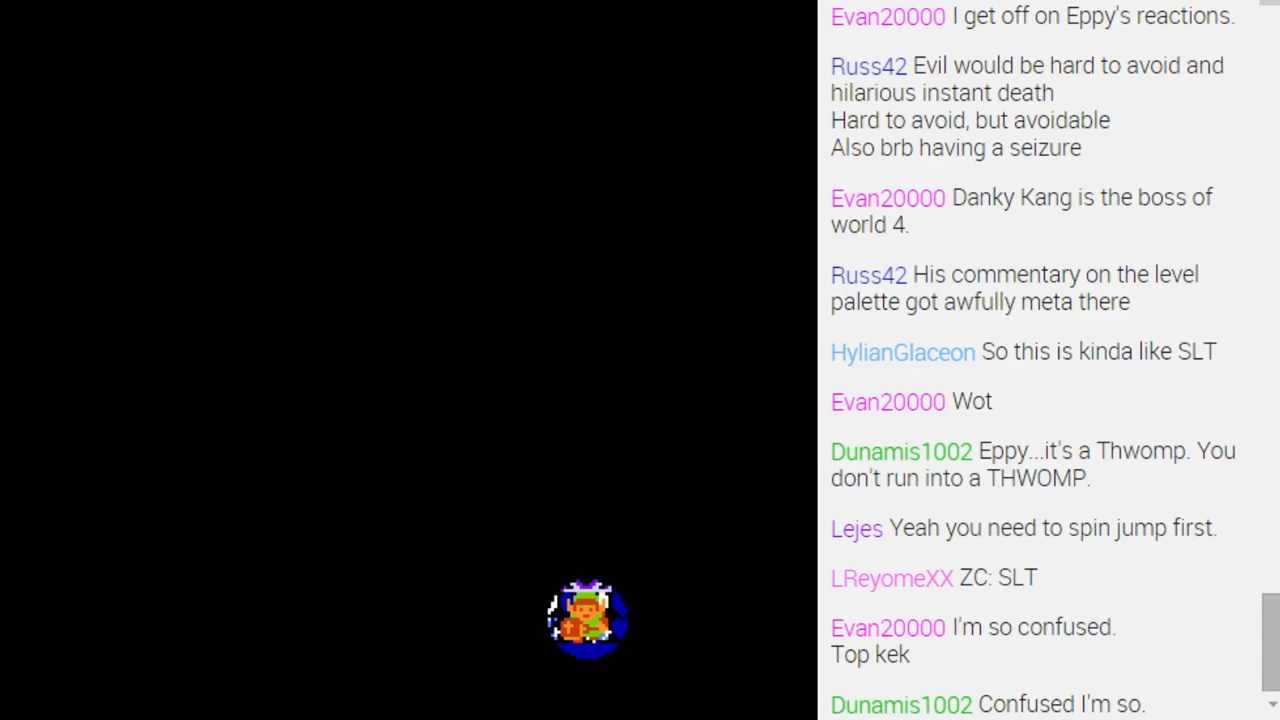 Evan20000 I get off on Eppy's reactions.
Russ42 Evil would be hard to avoid and
hilarious instant death
Hard to avoid, but avoidable
Also brb having a seizure
Evan20000 Danky Kang is the boss of
world 4.
Russ42 His commentary on the level
palette got awfully meta there
HylianGlaceon So this is kinda like SLT
Evan20000 Wot
Dunamis1002 Eppy...it's a Thwomp. You
don't run into a THWOMP.
Lejes Yeah you need to spin jump first.
LReyomeXX ZC: SLT
Evan20000 I'm so confused.
Top kek
Dunamis1002 Confused I'm so.